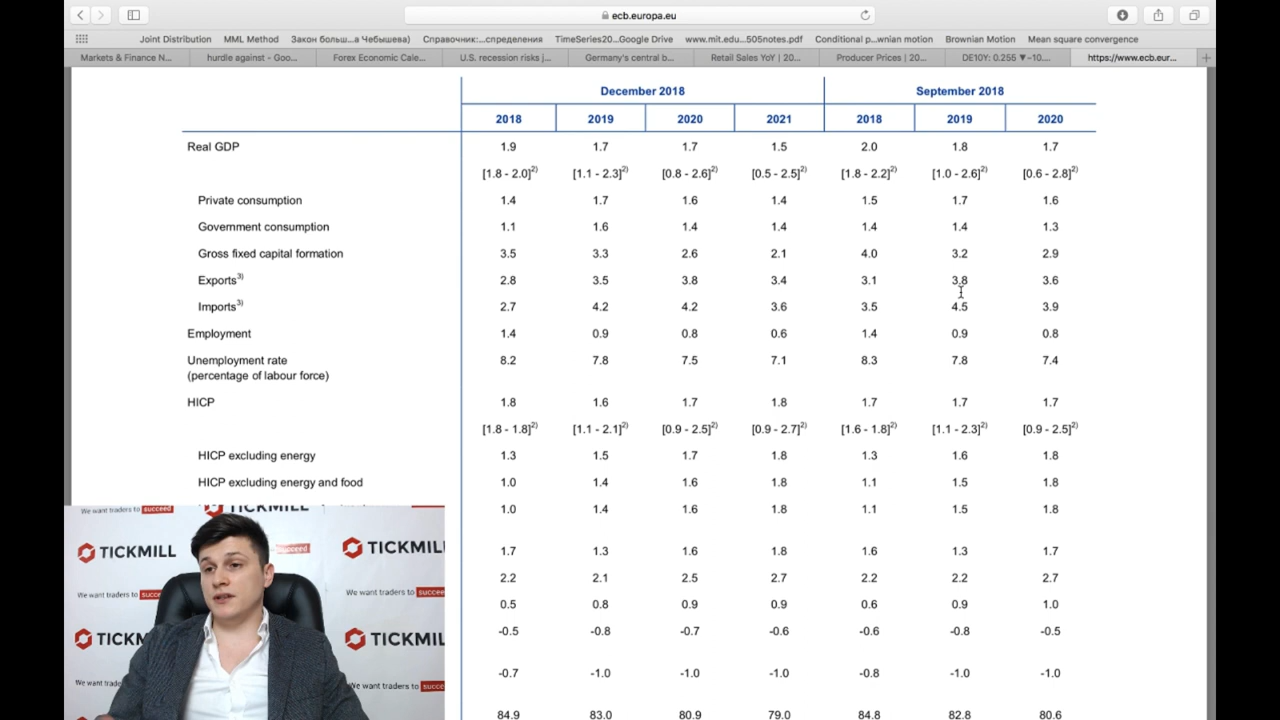 ecb.europa.eu
Joint Distribution MML Method Закон больш...а Чебышева) Справочник:...спределения TimeSeries20...Google Drive www.mit.edu...505notes.pdf Conditional p...wnian motion Brownian Motion Mean square convergence
Markets & Finance N... hurdle against - Goo... Forex Economic Cale... U.S. recession risks j... Germany's central b... Retail Sales YoY | 20... Producer Prices | 20... DE10Y: 0.255 ▼−10.... https://www.ecb.eur...
December 2018 September 2018
2018 2019 2020 2021 2018 2019 2020
Real GDP 1.9 1.7 1.7 1.5 2.0 1.8 1.7
[1.8 - 2.0]2) [1.1 - 2.3]2) [0.8 - 2.6]2) [0.5 - 2.5]2) [1.8 - 2.2]2) [1.0 - 2.6]2) [0.6 - 2.8]2)
Private consumption 1.4 1.7 1.6 1.4 1.5 1.7 1.6
Government consumption 1.1 1.6 1.4 1.4 1.4 1.4 1.3
Gross fixed capital formation 3.5 3.3 2.6 2.1 4.0 3.2 2.9
Exports3) 2.8 3.5 3.8 3.4 3.1 3.8 3.6
Imports3) 2.7 4.2 4.2 3.6 3.5 4.5 3.9
Employment 1.4 0.9 0.8 0.6 1.4 0.9 0.8
Unemployment rate 8.2 7.8 7.5 7.1 8.3 7.8 7.4
(percentage of labour force)
HICP 1.8 1.6 1.7 1.8 1.7 1.7 1.7
[1.8 - 1.8]2) [1.1 - 2.1]2) [0.9 - 2.5]2) [0.9 - 2.7]2) [1.6 - 1.8]2) [1.1 - 2.3]2) [0.9 - 2.5]2)
HICP excluding energy 1.3 1.5 1.7 1.8 1.3 1.6 1.8
HICP excluding energy and food 1.0 1.4 1.6 1.8 1.1 1.5 1.8
1.0 1.4 1.6 1.8 1.1 1.5 1.8
1.7 1.3 1.6 1.8 1.6 1.3 1.7
2.2 2.1 2.5 2.7 2.2 2.2 2.7
0.5 0.8 0.9 0.9 0.6 0.9 1.0
-0.5 -0.8 -0.7 -0.6 -0.6 -0.8 -0.5
-0.7 -1.0 -1.0 -1.0 -0.8 -1.0 -1.0
84.9 83.0 80.9 79.0 84.8 82.8 80.6
We want traders to succeed TICKMILL We want traders to
succeed
TICKMILL TICKMILL
We want traders to succ We want traders to succee
TICKM TICKMIL
We want trade We want traders to succe